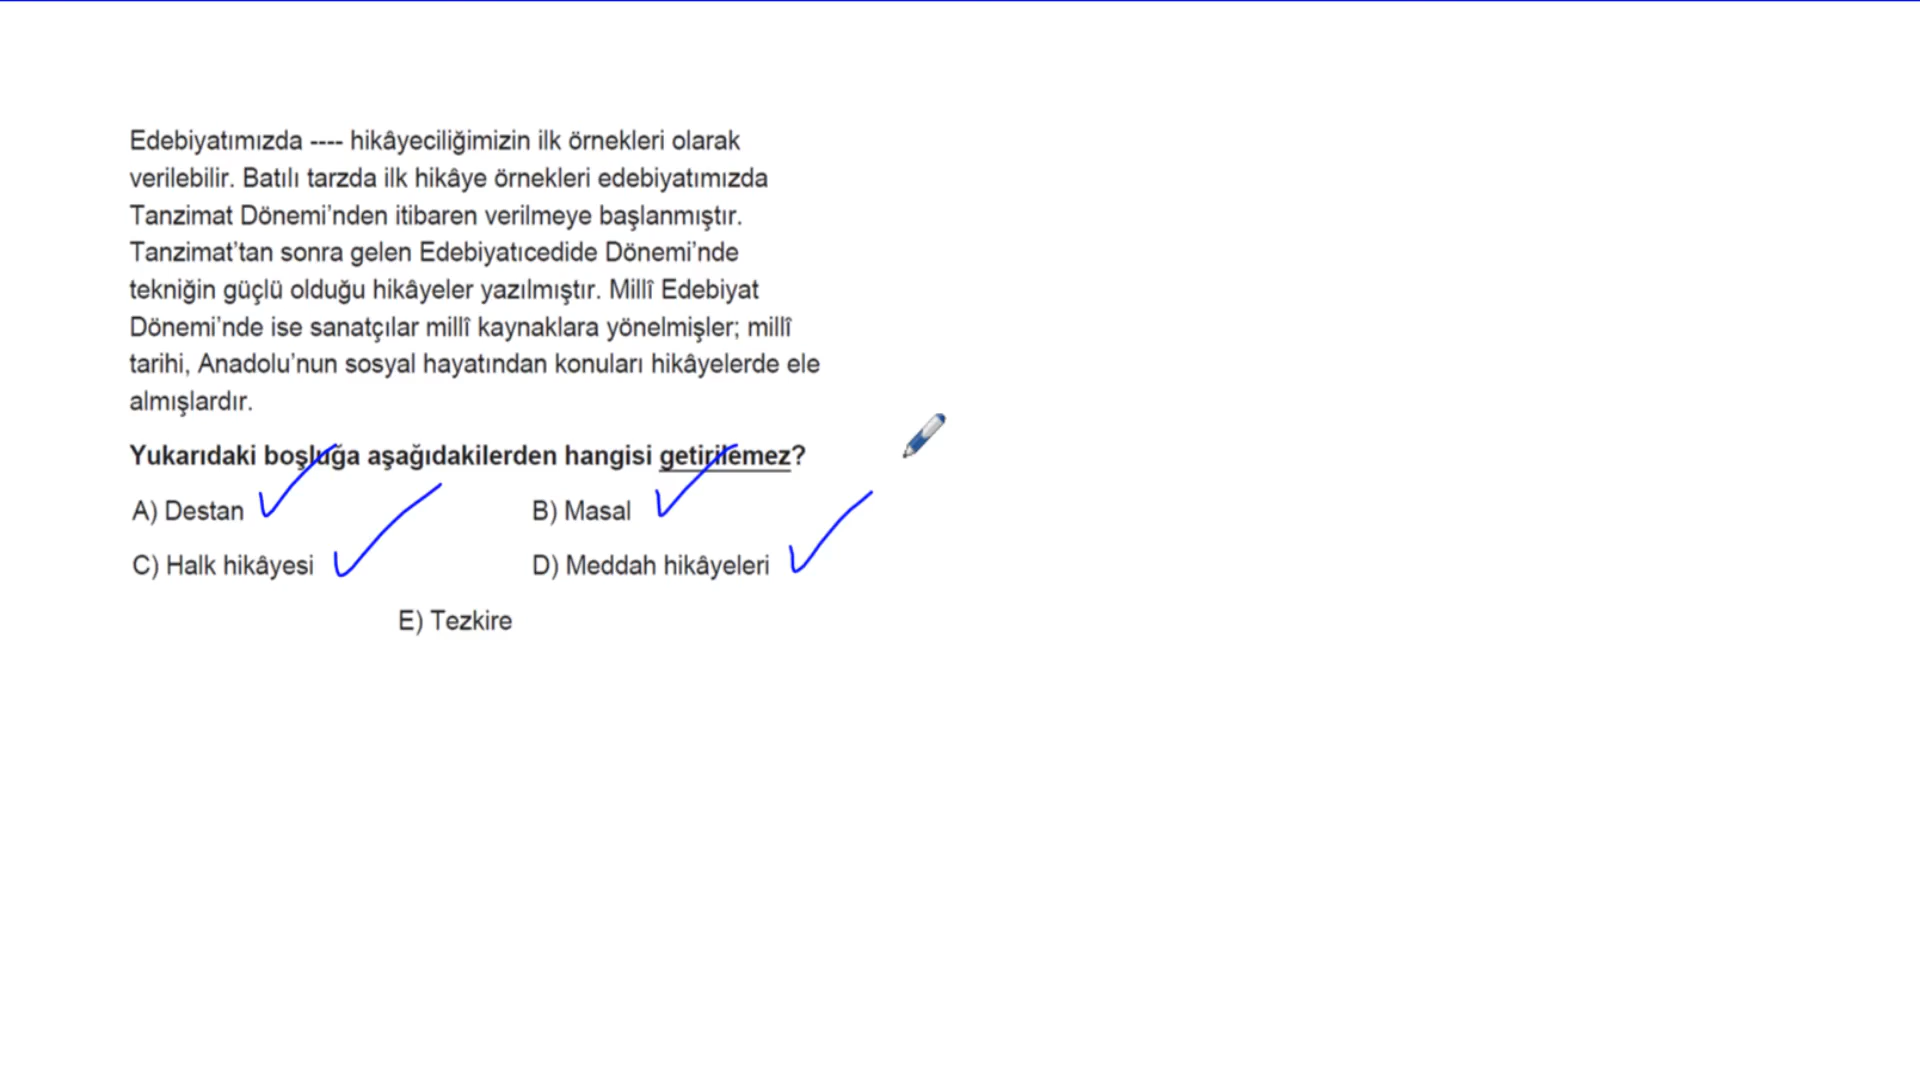 Edebiyatımızda ---- hikâyeciliğimizin ilk örnekleri olarak
verilebilir. Batılı tarzda ilk hikâye örnekleri edebiyatımızda
Tanzimat Dönemi’nden itibaren verilmeye başlanmıştır.
Tanzimat’tan sonra gelen Edebiyatıcedide Dönemi’nde
tekniğin güçlü olduğu hikâyeler yazılmıştır. Millî Edebiyat
Dönemi’nde ise sanatçılar millî kaynaklara yönelmişler; millî
tarihi, Anadolu’nun sosyal hayatından konuları hikâyelerde ele
almışlardır.
Yukarıdaki boşluğa aşağıdakilerden hangisi getirilemez?
A) Destan B) Masal
C) Halk hikâyesi D) Meddah hikâyeleri
E) Tezkire